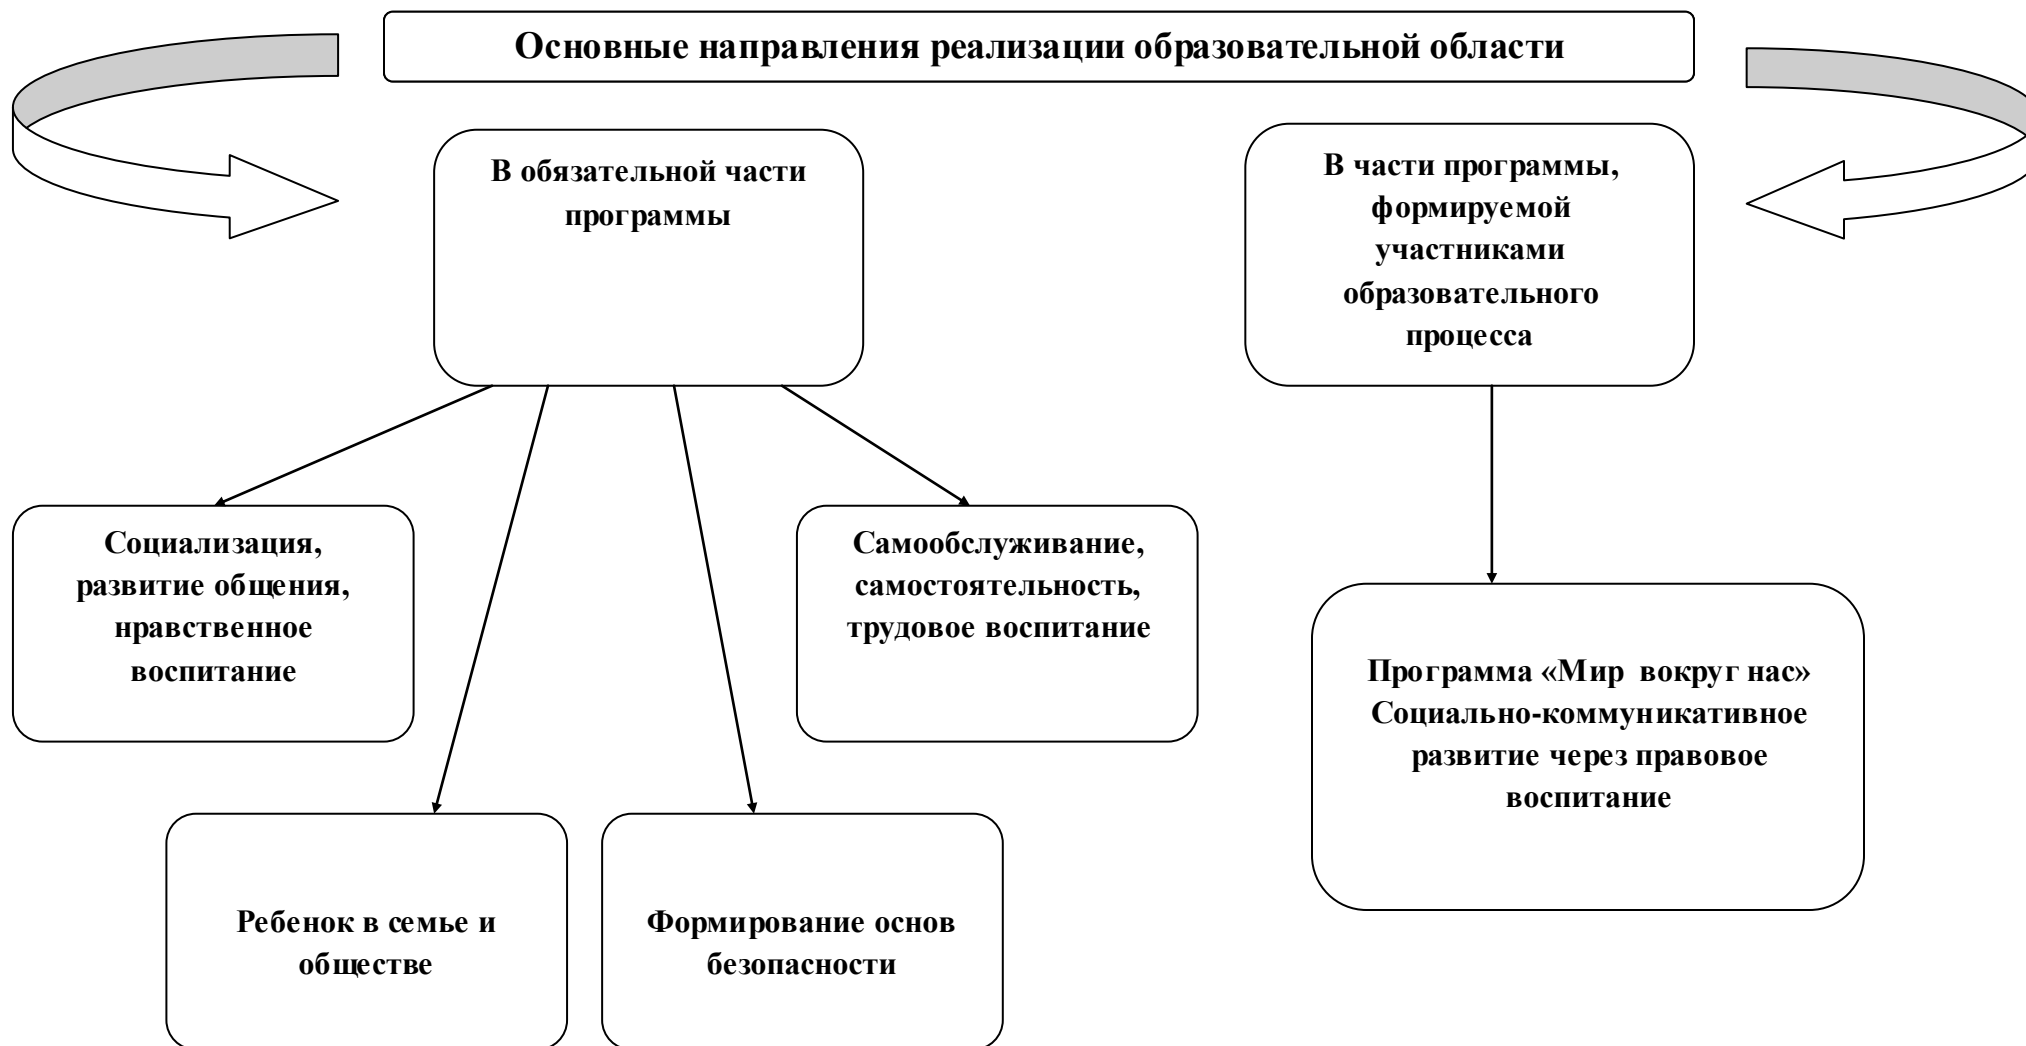 Основные направления реализации образовательной области
В обязательной части
программы
В части программы,
формируемой
участниками
образовательного
процесса
Социализация,
развитие общения,
нравственное
воспитание
Самообслуживание,
самостоятельность,
трудовое воспитание
Программа «Мир  вокруг нас»
Социально-коммуникативное
развитие через правовое
воспитание
Ребенок в семье и
обществе
Формирование основ
безопасности